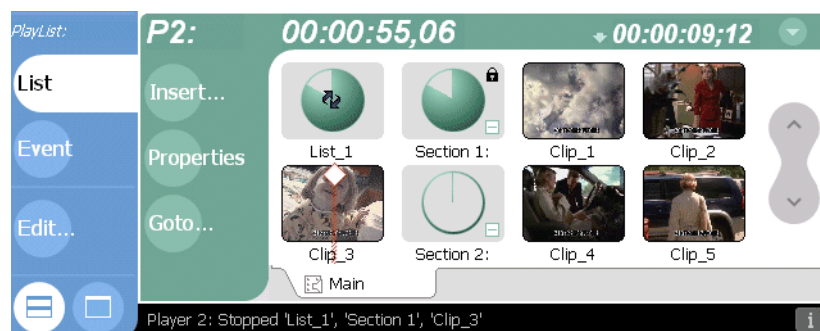 PlayList:
P2: 00:00:55,06 00:00:09;12
List
Insert...
List_1 Section 1: Clip_1 Clip_2
Event
Properties
Edit...
Goto...
Clip_3 Section 2: Clip_4 Clip_5
Main
Player 2: Stopped 'List_1', 'Section 1', 'Clip_3'
i